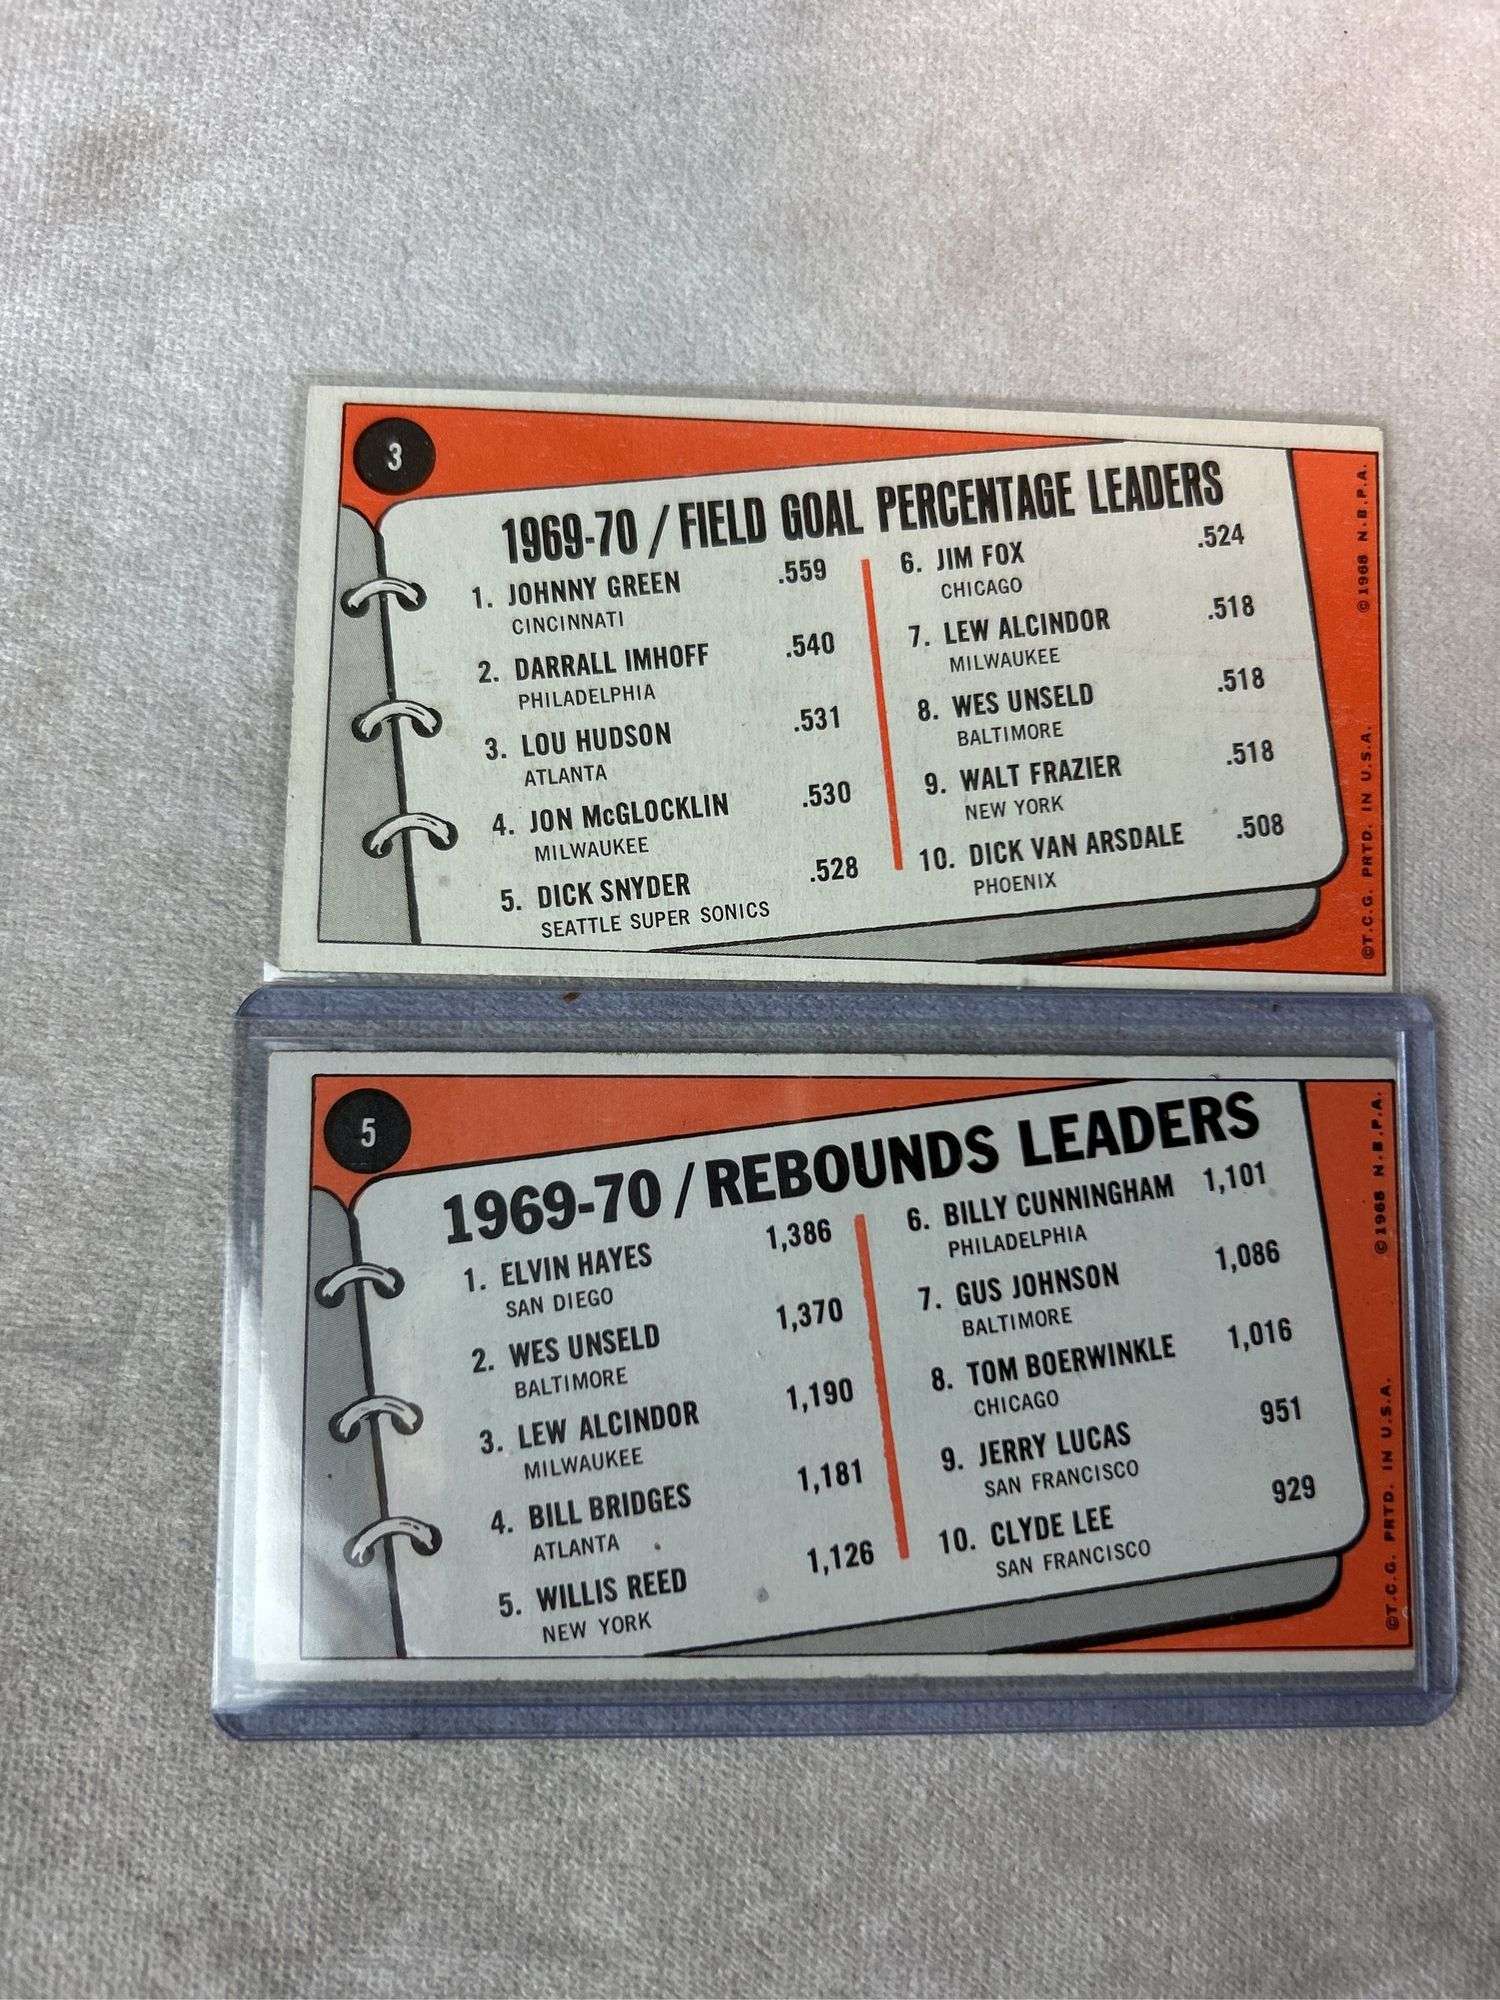 3
1969-70 / FIELD GOAL PERCENTAGE LEADERS
1. JOHNNY GREEN .559
CINCINNATI
2. DARRALL IMHOFF .540
PHILADELPHIA
3. LOU HUDSON .531
ATLANTA
4. JON McGLOCKLIN .530
MILWAUKEE
5. DICK SNYDER .528
SEATTLE SUPER SONICS
6. JIM FOX .524
CHICAGO
7. LEW ALCINDOR .518
MILWAUKEE
8. WES UNSELD .518
BALTIMORE
9. WALT FRAZIER .518
NEW YORK
10. DICK VAN ARSDALE .508
PHOENIX
©T.C.G. PRTD. IN U.S.A. ©1968 N.B.P.A.
5
1969-70 / REBOUNDS LEADERS
1. ELVIN HAYES 1,386
SAN DIEGO
2. WES UNSELD 1,370
BALTIMORE
3. LEW ALCINDOR 1,190
MILWAUKEE
4. BILL BRIDGES 1,181
ATLANTA
5. WILLIS REED 1,126
NEW YORK
6. BILLY CUNNINGHAM 1,101
PHILADELPHIA
7. GUS JOHNSON 1,086
BALTIMORE
8. TOM BOERWINKLE 1,016
CHICAGO
9. JERRY LUCAS 951
SAN FRANCISCO
10. CLYDE LEE 929
SAN FRANCISCO
©T.C.G. PRTD. IN U.S.A. ©1968 N.B.P.A.